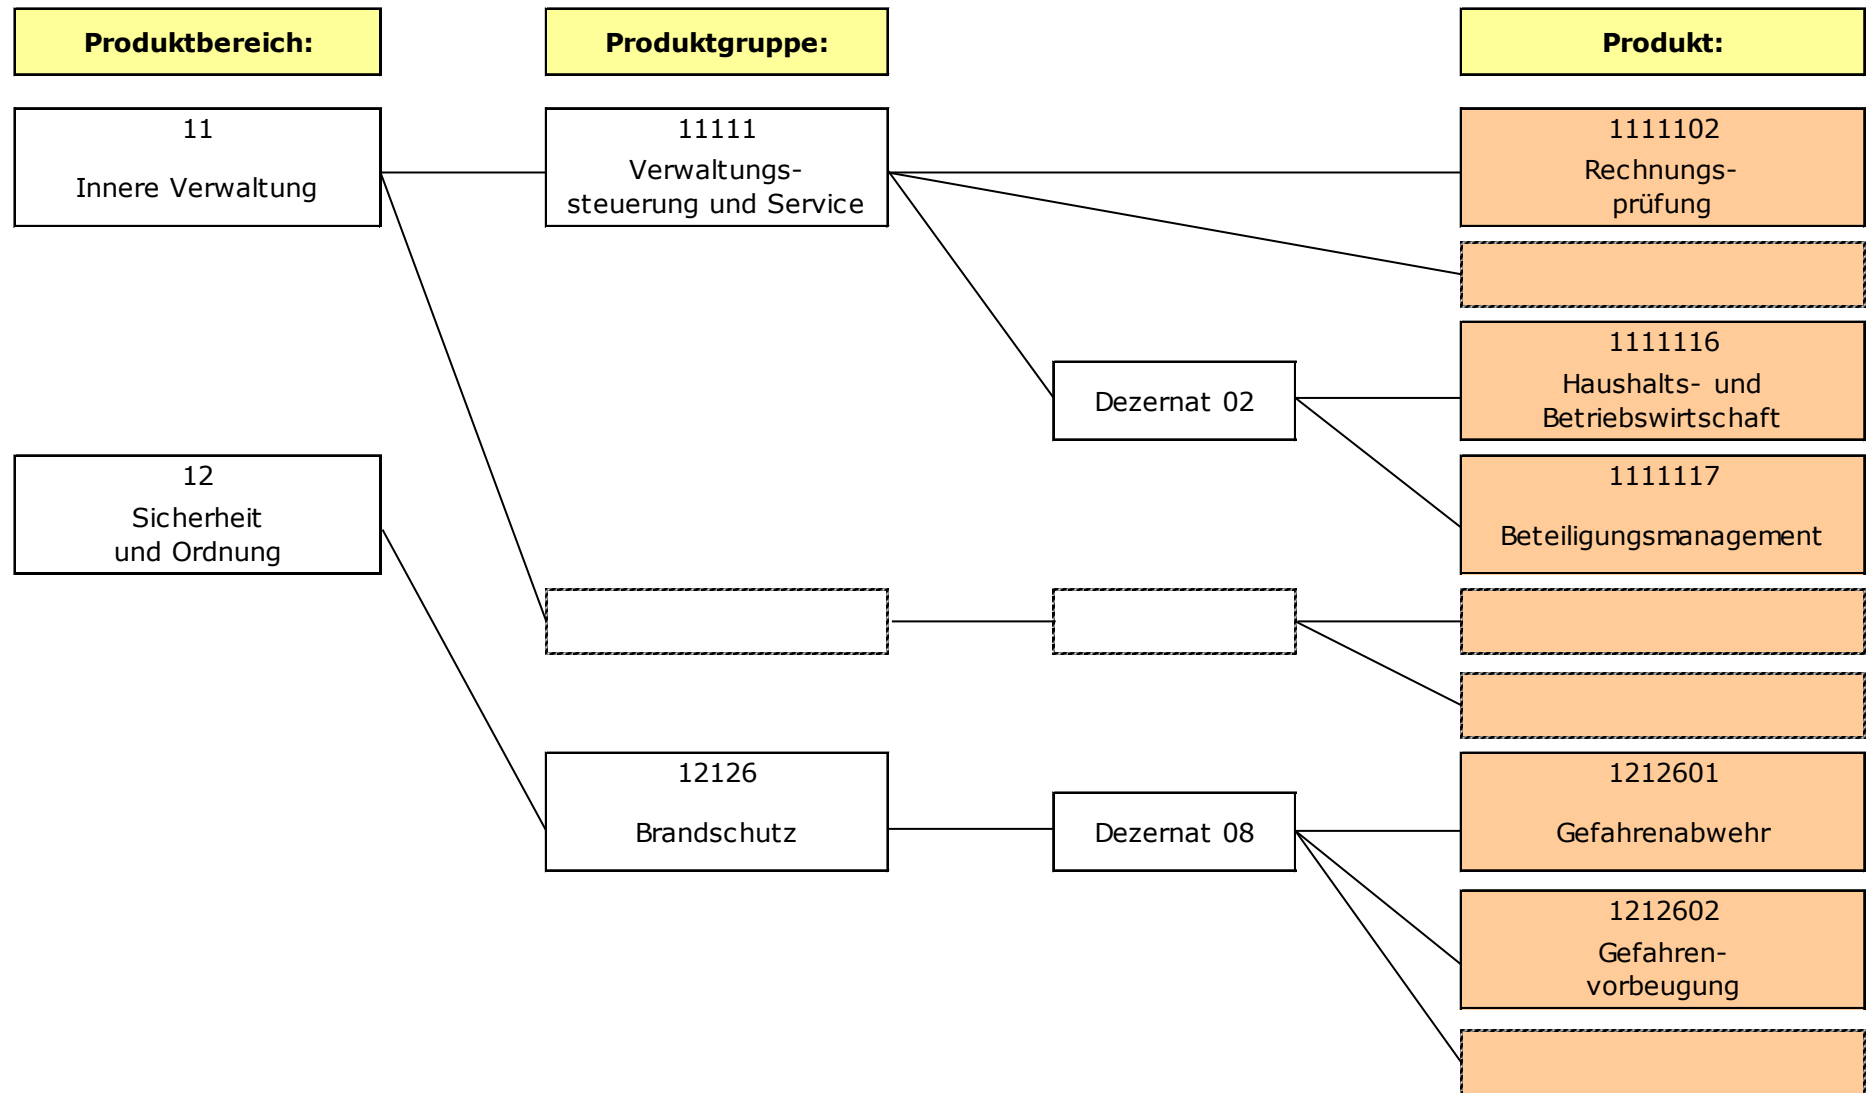 Produktbereich:
Produktgruppe:
Produkt:
11
Innere Verwaltung
11111
Verwaltungs-
steuerung und Service
1111102
Rechnungs-
prüfung
Dezernat 02
1111116
Haushalts- und
Betriebswirtschaft
1111117
Beteiligungsmanagement
12
Sicherheit
und Ordnung
12126
Brandschutz
Dezernat 08
1212601
Gefahrenabwehr
1212602
Gefahren-
vorbeugung